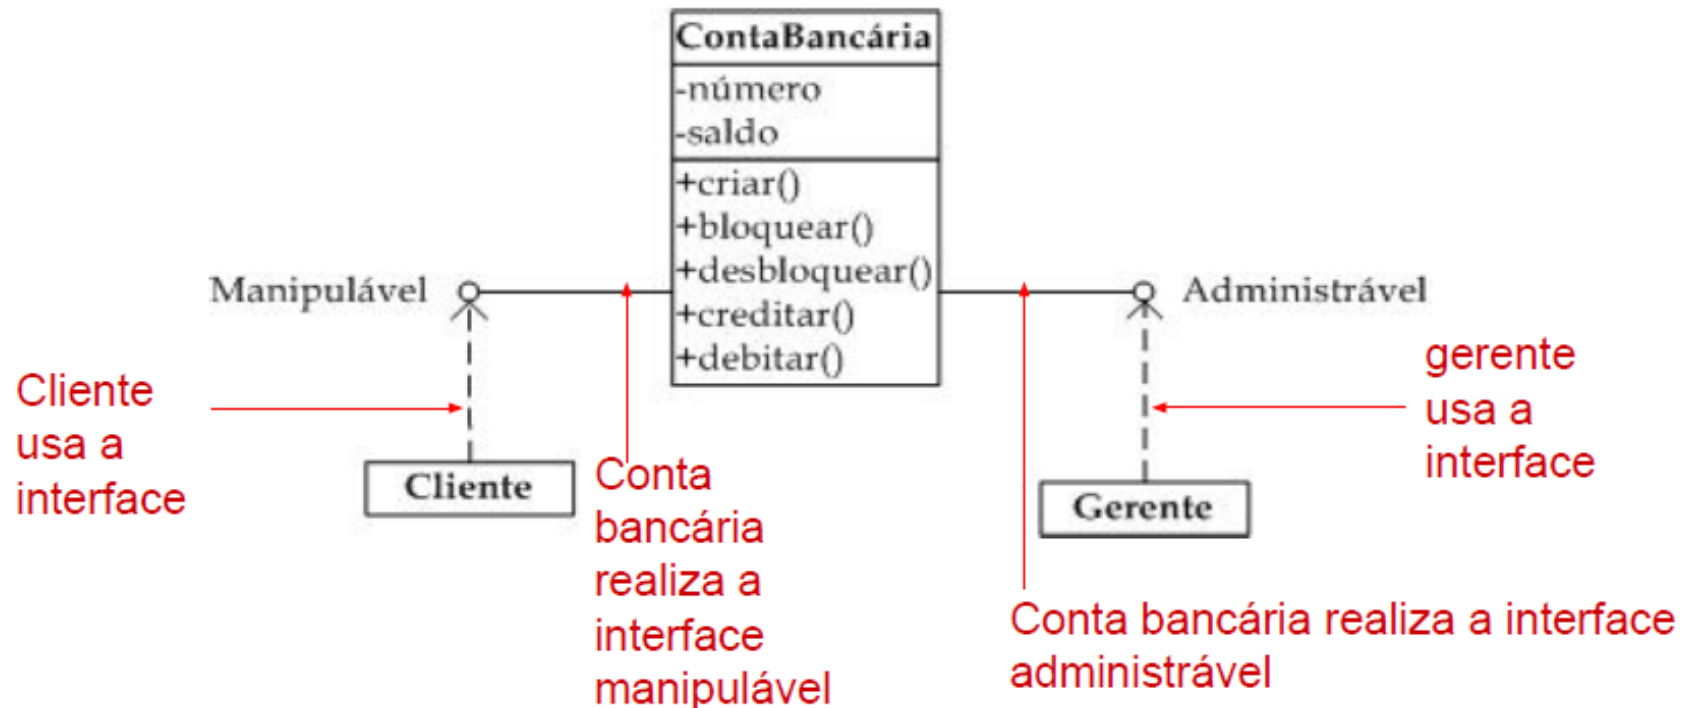 ContaBancária
-número
-saldo
+criar()
+bloquear()
+desbloquear()
+creditar()
+debitar()
Manipulável
Administrável
Cliente
usa a
interface
Cliente
Conta
bancária
realiza a
interface
manipulável
gerente
usa a
interface
Gerente
Conta bancária realiza a interface
administrável